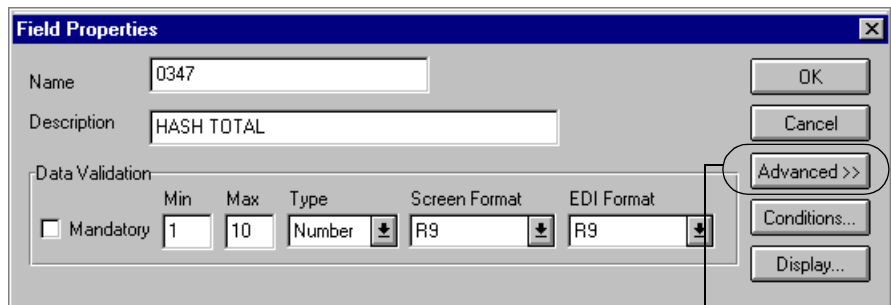 Field Properties
Name 0347
OK
Description HASH TOTAL
Cancel
Advanced >>
Data Validation
Min Max Type Screen Format EDI Format
Mandatory 1 10 Number R9 R9
Conditions...
Display...